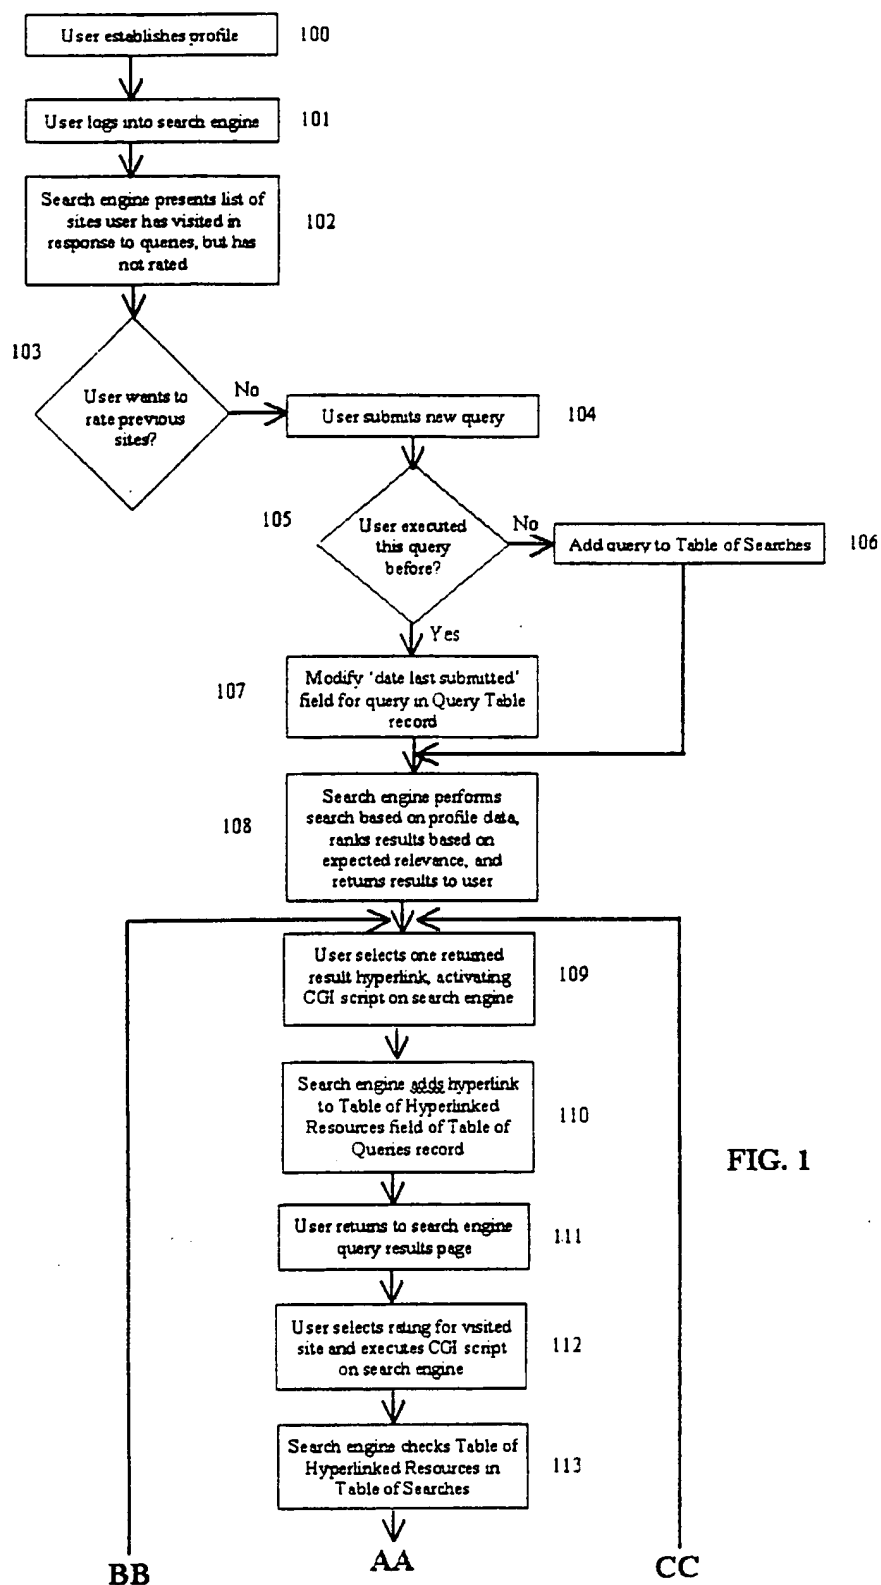 User establishes profile
100
User logs into search engine
101
Search engine presents list of
sites user has visited in
response to queries, but has
not rated
102
103
User wants to
rate previous
sites?
No
User submits new query
104
105
User executed
this query
before?
No
Add query to Table of Searches
106
Yes
107
Modify 'date last submitted'
field for query in Query Table
record
108
Search engine performs
search based on profile data,
ranks results based on
expected relevance, and
returns results to user
User selects one returned
result hyperlink, activating
CGI script on search engine
109
Search engine adds hyperlink
to Table of Hyperlinked
Resources field of Table of
Queries record
110
FIG. 1
User returns to search engine
query results page
111
User selects rating for visited
site and executes CGI script
on search engine
112
Search engine checks Table of
Hyperlinked Resources in
Table of Searches
113
BB
AA
CC